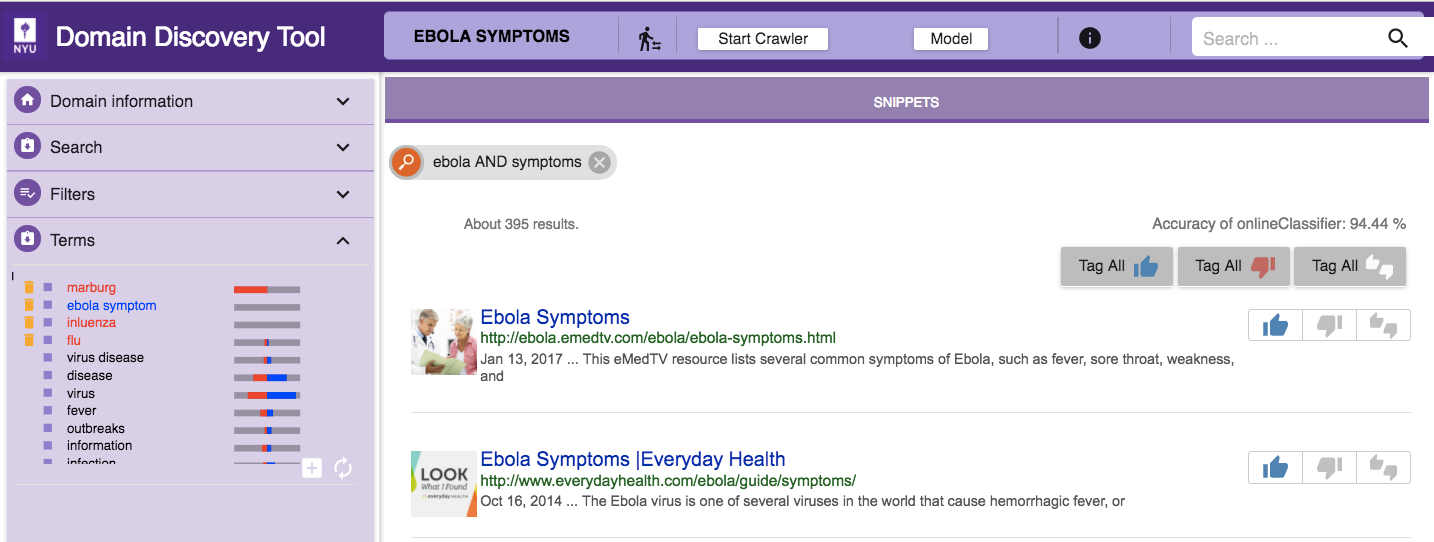 NYU
Domain Discovery Tool
EBOLA SYMPTOMS
Start Crawler
Model
Search ...
Domain information
Search
Filters
Terms
marburg
ebola symptom
inluenza
flu
virus disease
disease
virus
fever
outbreaks
information
infection
SNIPPETS
ebola AND symptoms
About 395 results.
Accuracy of onlineClassifier: 94.44 %
Tag All
Tag All
Tag All
Ebola Symptoms
http://ebola.emedtv.com/ebola/ebola-symptoms.html
Jan 13, 2017 ... This eMedTV resource lists several common symptoms of Ebola, such as fever, sore throat, weakness,
and
LOOK
What I Found
everyday HEALTH
Ebola Symptoms |Everyday Health
http://www.everydayhealth.com/ebola/guide/symptoms/
Oct 16, 2014 ... The Ebola virus is one of several viruses in the world that cause hemorrhagic fever, or